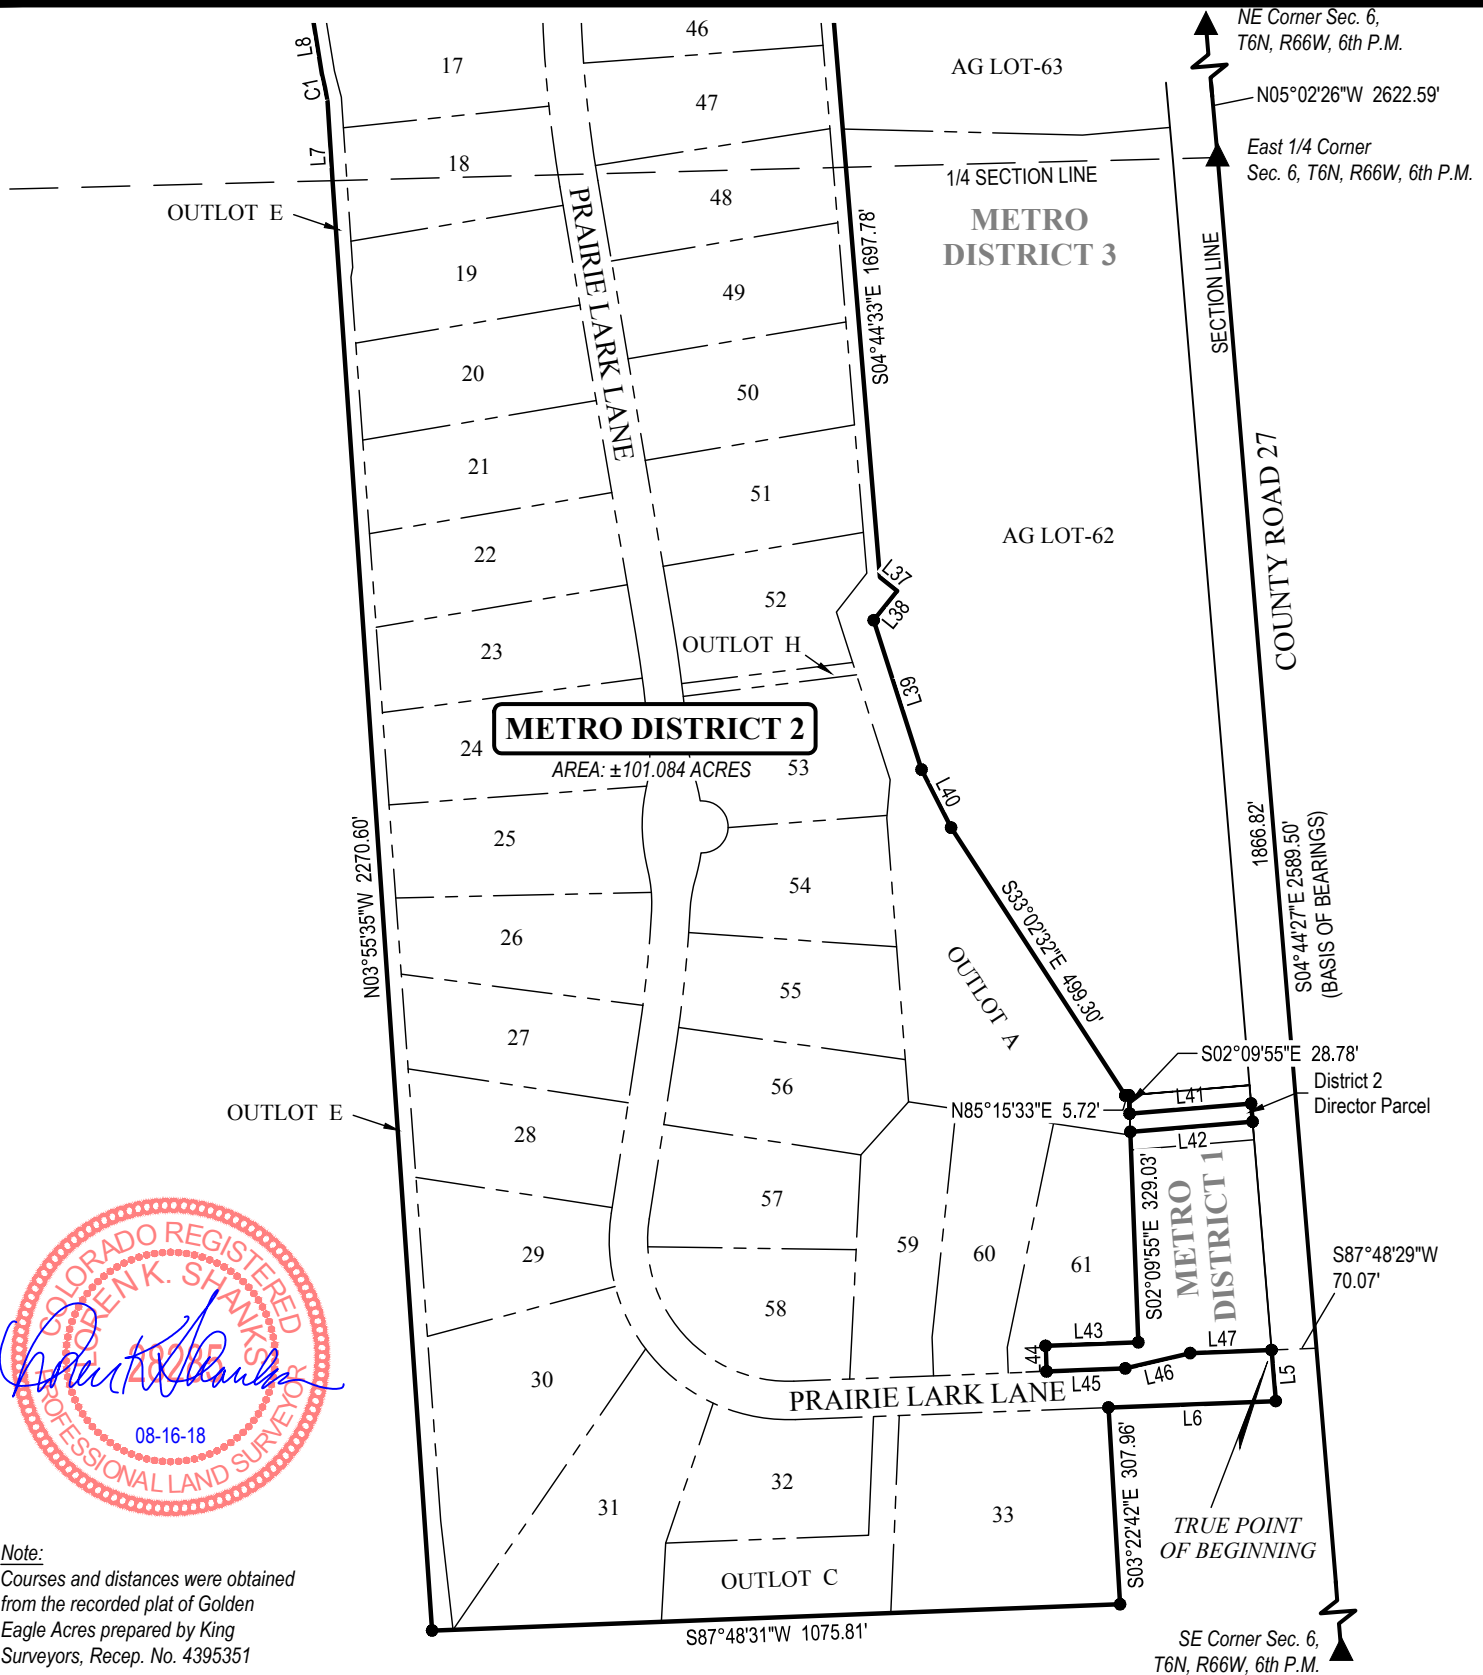 NE Corner Sec. 6,
T6N, R66W, 6th P.M.
N05°02'26"W 2622.59'
East 1/4 Corner
Sec. 6, T6N, R66W, 6th P.M.
L8
C1
L7
17
46
AG LOT-63
47
18
1/4 SECTION LINE
OUTLOT E
48
METRO
DISTRICT 3
PRAIRIE LARK LANE
S04°44'33"E 1697.78'
SECTION LINE
19
49
20
50
21
51
COUNTY ROAD 27
22
AG LOT-62
L37
52
L38
23
OUTLOT H
L39
METRO DISTRICT 2
AREA: ±101.084 ACRES
24
53
L40
25
N03°55'35"W 2270.60'
1866.82'
S04°44'27"E 2589.50'
(BASIS OF BEARINGS)
54
S33°02'32"E 499.30'
26
OUTLOT A
55
27
S02°09'55"E 28.78'
56
District 2
Director Parcel
L41
N85°15'33"E 5.72'
OUTLOT E
28
L42
57
S02°09'55"E 329.03'
METRO
DISTRICT 1
29
59
60
61
S87°48'29"W
70.07'
58
L43
L47
L44
L45
L46
L5
30
PRAIRIE LARK LANE
L6
COLORADO REGISTERED
LOREN K. SHANKS
28285
08-16-18
PROFESSIONAL LAND SURVEYOR
31
32
33
S03°22'42"E 307.96'
TRUE POINT
OF BEGINNING
OUTLOT C
S87°48'31"W 1075.81'
Note:
Courses and distances were obtained
from the recorded plat of Golden
Eagle Acres prepared by King
Surveyors, Recep. No. 4395351
SE Corner Sec. 6,
T6N, R66W, 6th P.M.